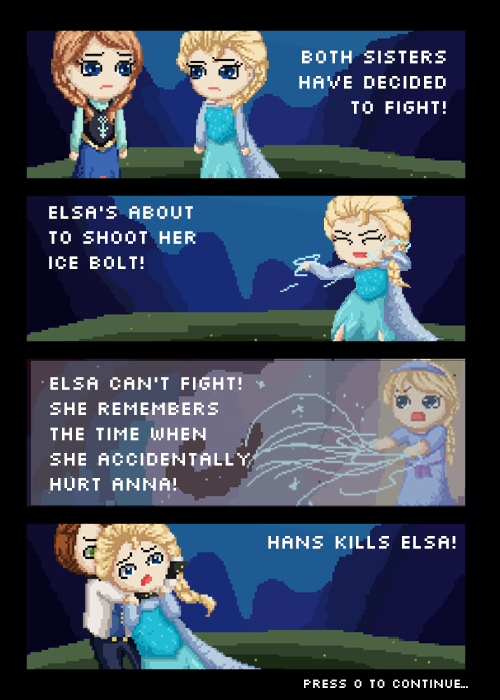 BOTH SISTERS
HAVE DECIDED
TO FIGHT!
ELSA'S ABOUT
TO SHOOT HER
ICE BOLT!
ELSA CAN'T FIGHT!
SHE REMEMBERS
THE TIME WHEN
SHE ACCIDENTALLY
HURT ANNA!
HANS KILLS ELSA!
PRESS O TO CONTINUE...